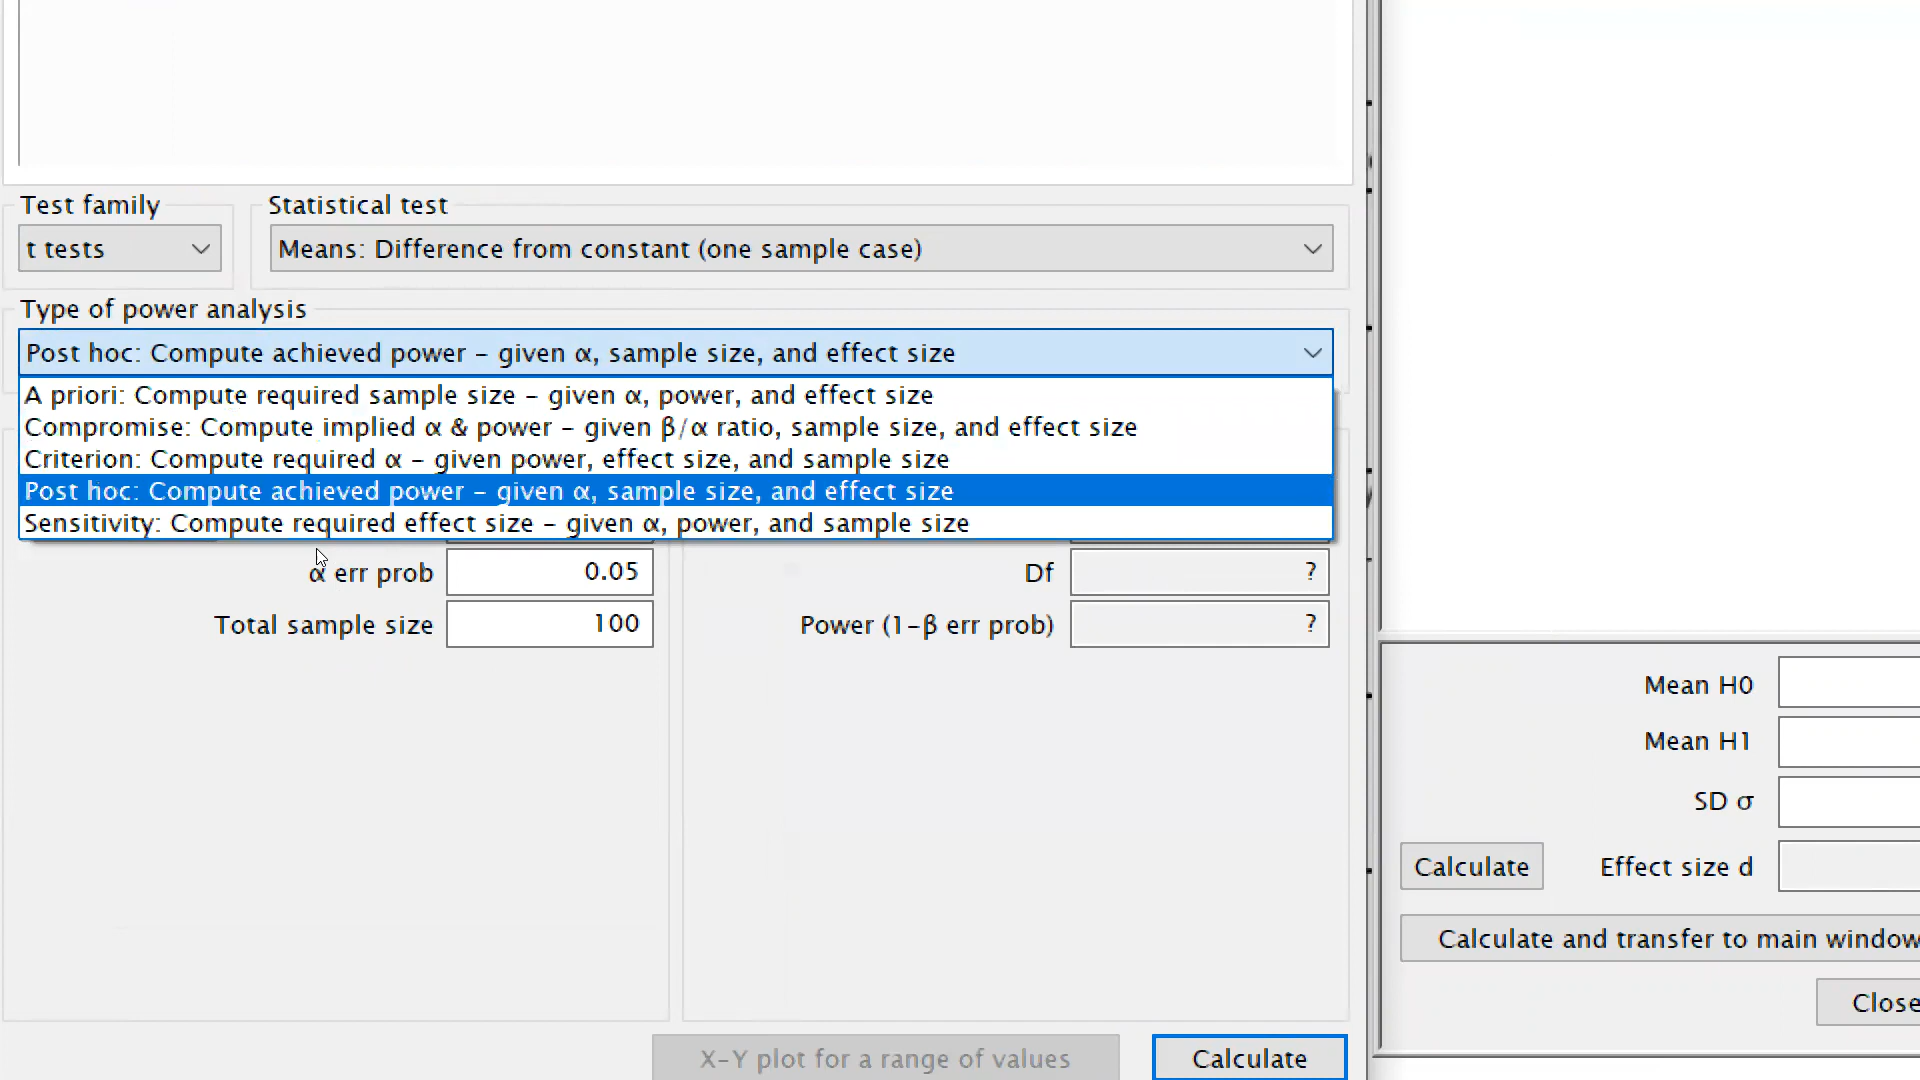 Test family
Statistical test
t tests
Means: Difference from constant (one sample case)
Type of power analysis
Post hoc: Compute achieved power – given α, sample size, and effect size
A priori: Compute required sample size – given α, power, and effect size
Compromise: Compute implied α & power – given β/α ratio, sample size, and effect size
Criterion: Compute required α – given power, effect size, and sample size
Post hoc: Compute achieved power – given α, sample size, and effect size
Sensitivity: Compute required effect size – given α, power, and sample size
α err prob 0.05
Df ?
Total sample size 100
Power (1–β err prob) ?
Mean H0
Mean H1
SD σ
Calculate Effect size d
Calculate and transfer to main window
Close
X–Y plot for a range of values
Calculate